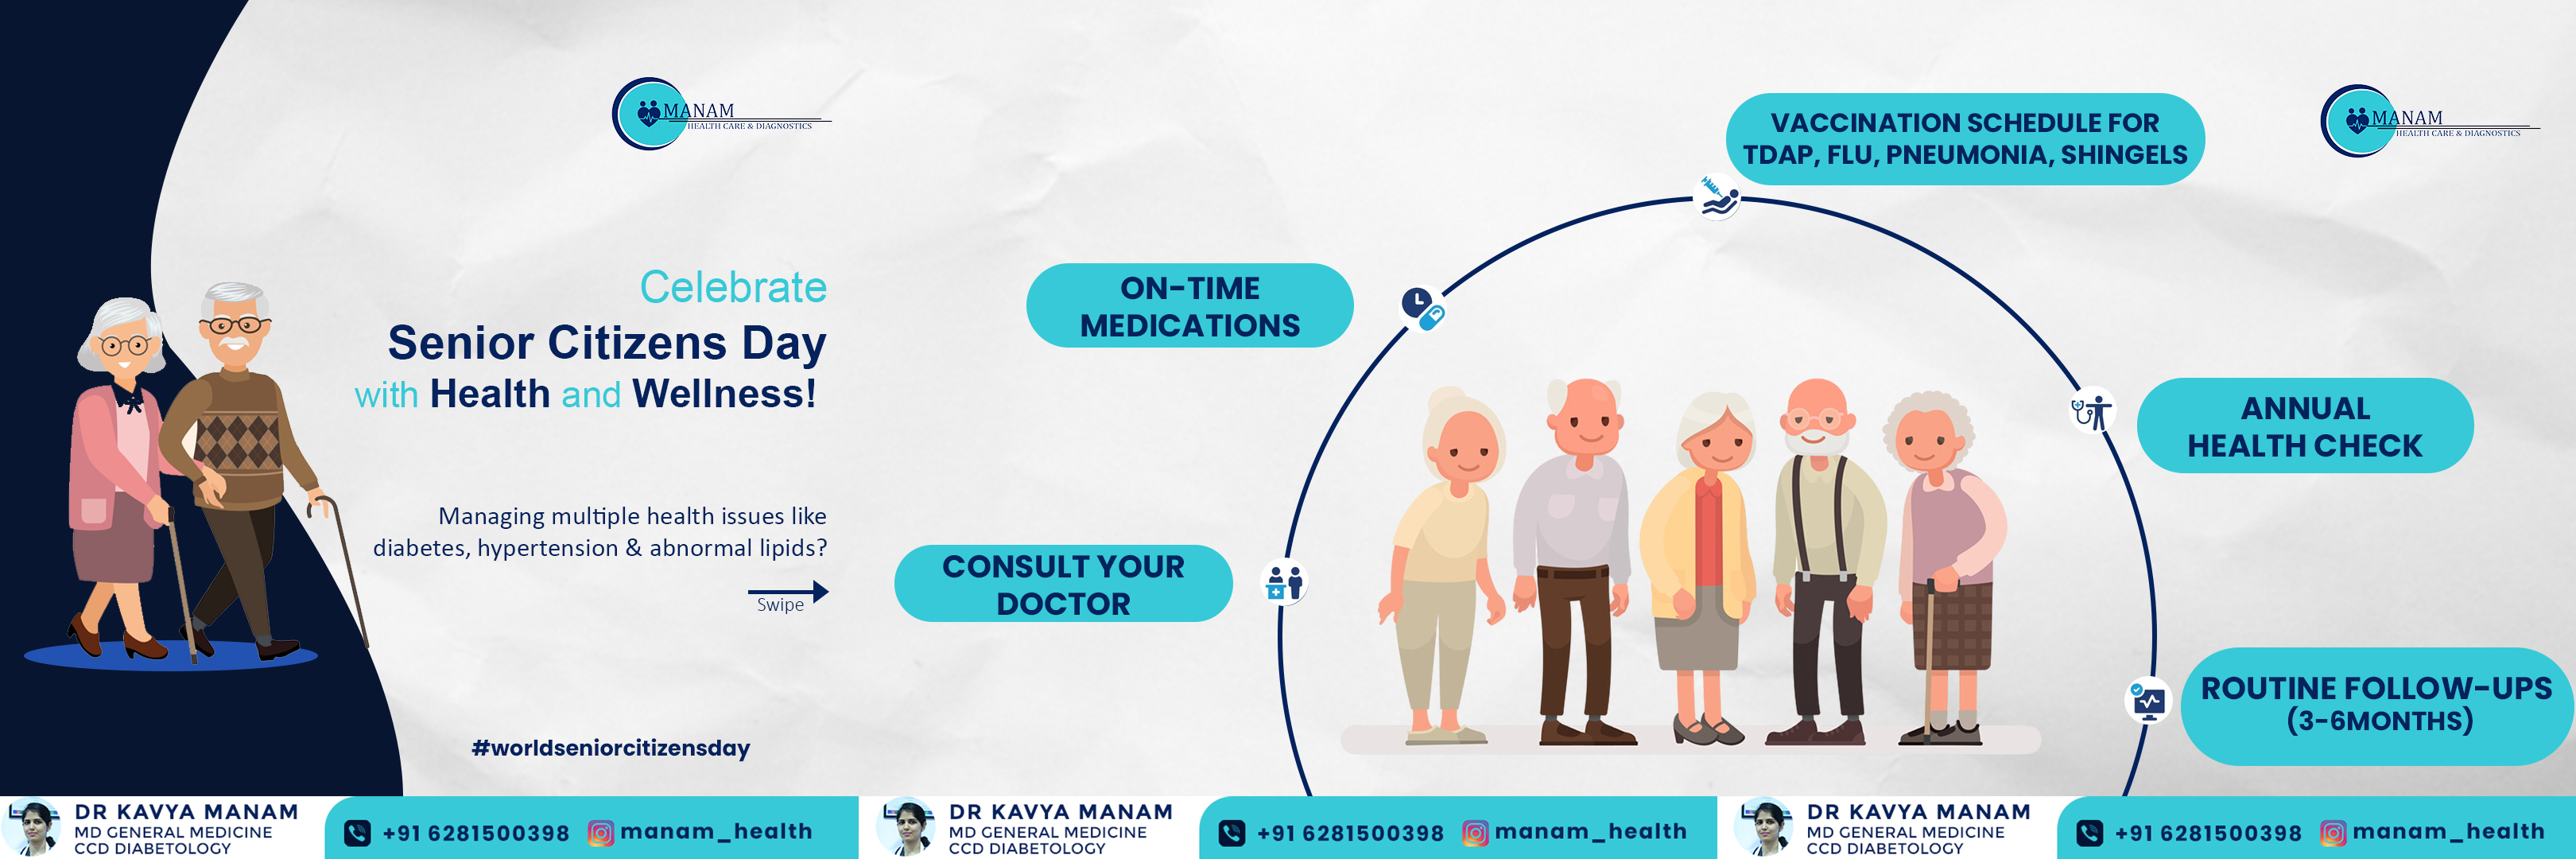 MANAM
HEALTH CARE & DIAGNOSTICS
Celebrate
Senior Citizens Day
with Health and Wellness!
Managing multiple health issues like
diabetes, hypertension & abnormal lipids?
Swipe
#worldseniorcitizensday
DR KAVYA MANAM
MD GENERAL MEDICINE
CCD DIABETOLOGY
+91 6281500398
manam_health
CONSULT YOUR
DOCTOR
ON-TIME
MEDICATIONS
VACCINATION SCHEDULE FOR
TDAP, FLU, PNEUMONIA, SHINGELS
DR KAVYA MANAM
MD GENERAL MEDICINE
CCD DIABETOLOGY
+91 6281500398
manam_health
MANAM
HEALTH CARE & DIAGNOSTICS
ANNUAL
HEALTH CHECK
ROUTINE FOLLOW-UPS
(3-6MONTHS)
DR KAVYA MANAM
MD GENERAL MEDICINE
CCD DIABETOLOGY
+91 6281500398
manam_health